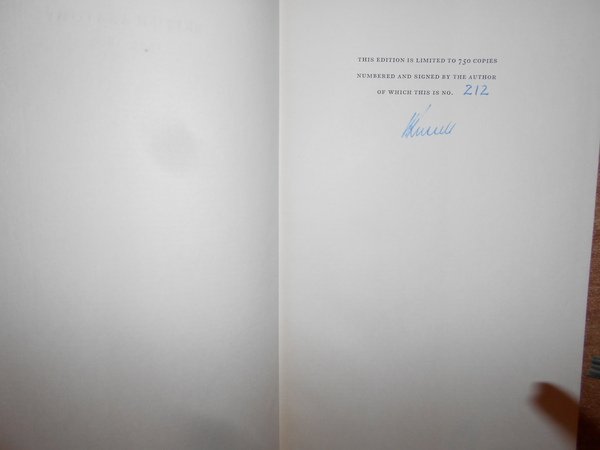 THIS EDITION IS LIMITED TO 750 COPIES
NUMBERED AND SIGNED BY THE AUTHOR
OF WHICH THIS IS NO. 212